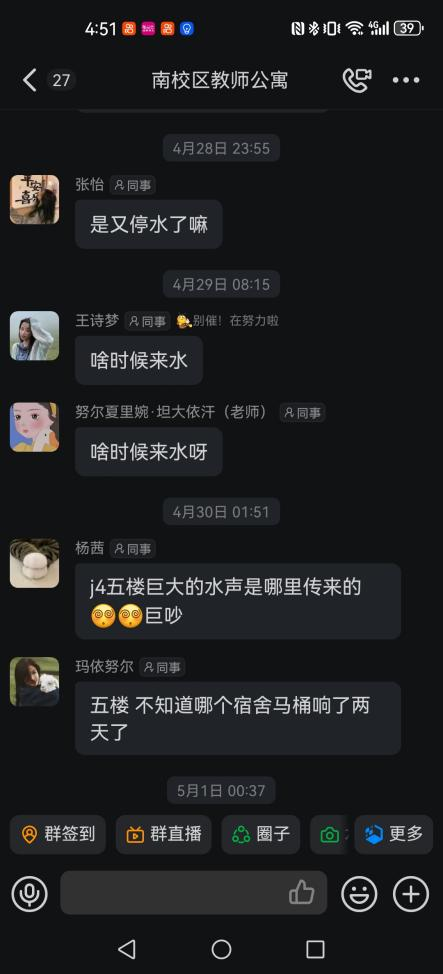 4:51
4G
39
27
南校区教师公寓
4月28日 23:55
张怡 同事
是又停水了嘛
4月29日 08:15
王诗梦 同事 别催！在努力啦
啥时候来水
努尔夏里婉·坦大依汗（老师） 同事
啥时候来水呀
4月30日 01:51
杨茜 同事
j4五楼巨大的水声是哪里传来的
😵‍💫😵‍💫巨吵
玛依努尔 同事
五楼 不知道哪个宿舍马桶响了两
天了
5月1日 00:37
群签到
群直播
圈子
更多